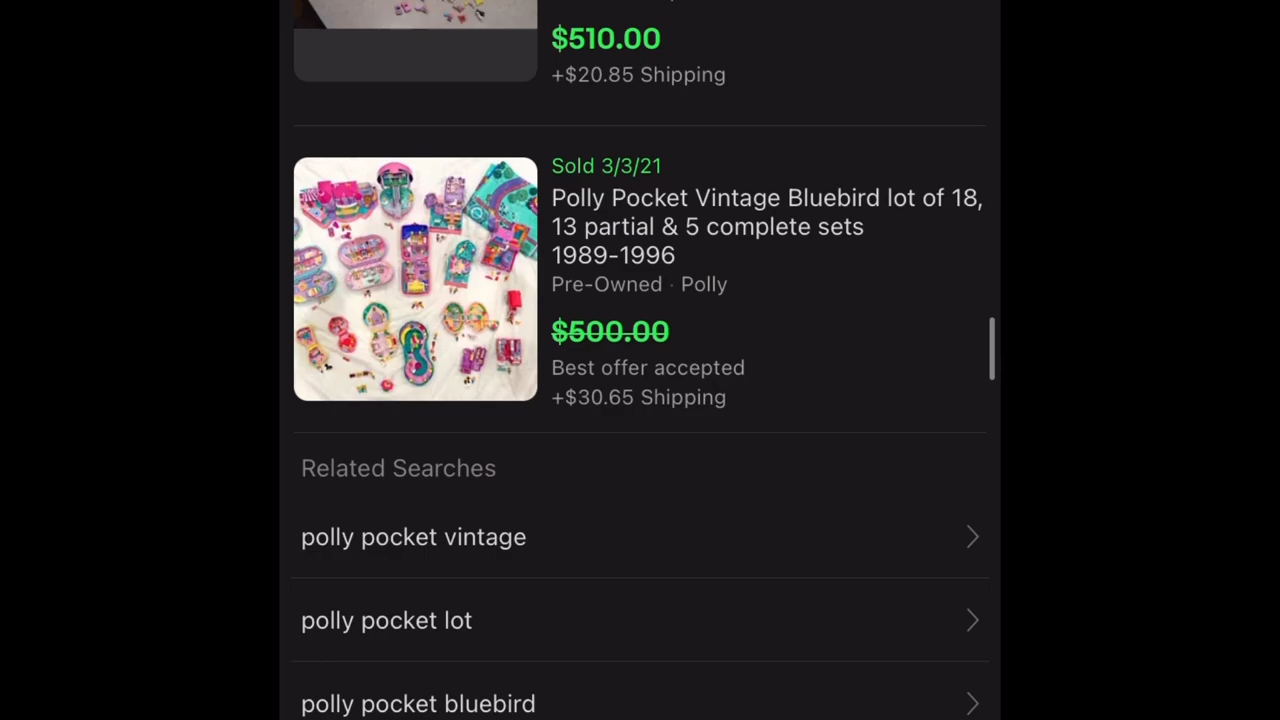 $510.00
+$20.85 Shipping
Sold 3/3/21
Polly Pocket Vintage Bluebird lot of 18,
13 partial & 5 complete sets
1989-1996
Pre-Owned · Polly
$500.00
Best offer accepted
+$30.65 Shipping
Related Searches
polly pocket vintage
polly pocket lot
polly pocket bluebird